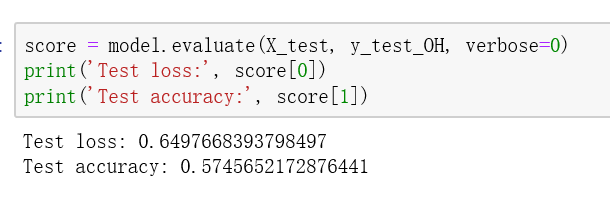 score = model.evaluate(X_test, y_test_OH, verbose=0)
print('Test loss:', score[0])
print('Test accuracy:', score[1])
Test loss: 0.6497668393798497
Test accuracy: 0.5745652172876441